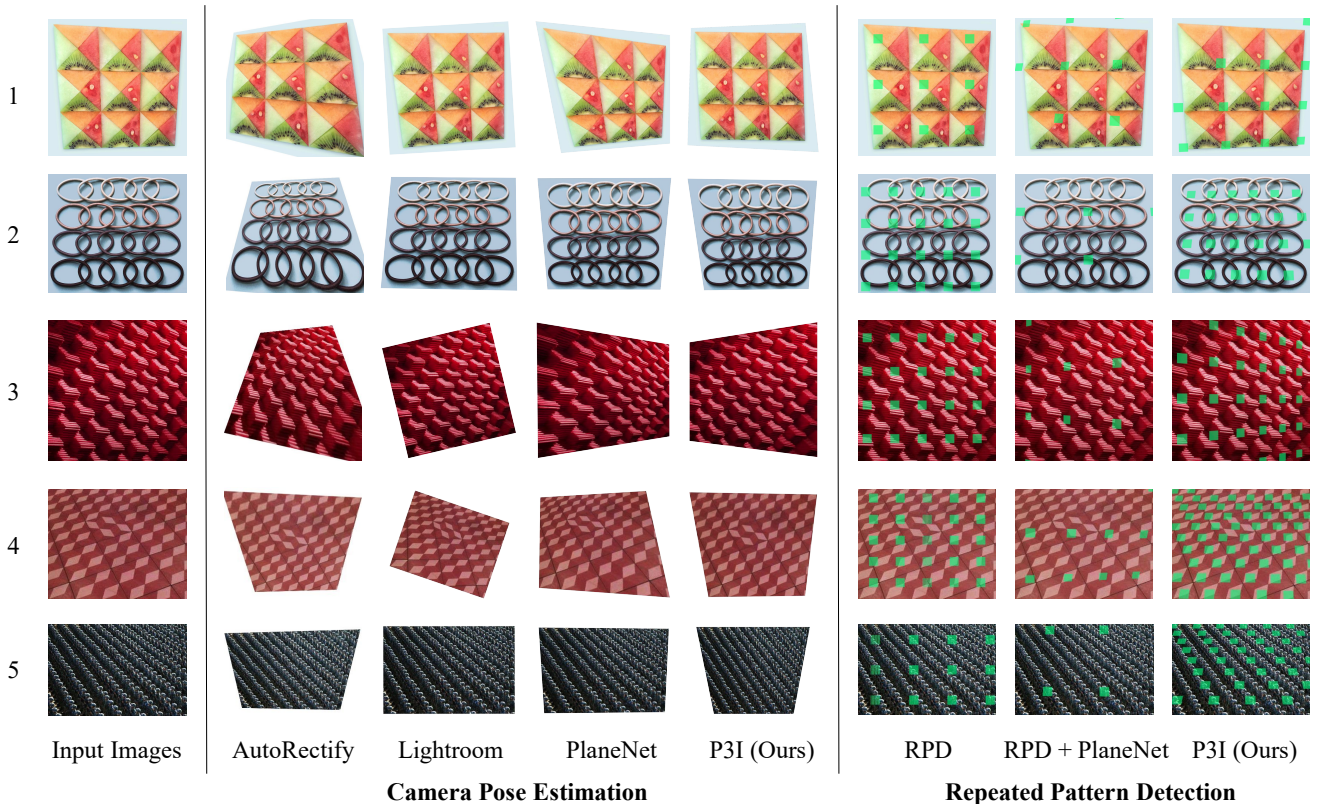 1
2
3
4
5
Input Images AutoRectify Lightroom PlaneNet P3I (Ours) RPD RPD + PlaneNet P3I (Ours)
Camera Pose Estimation Repeated Pattern Detection